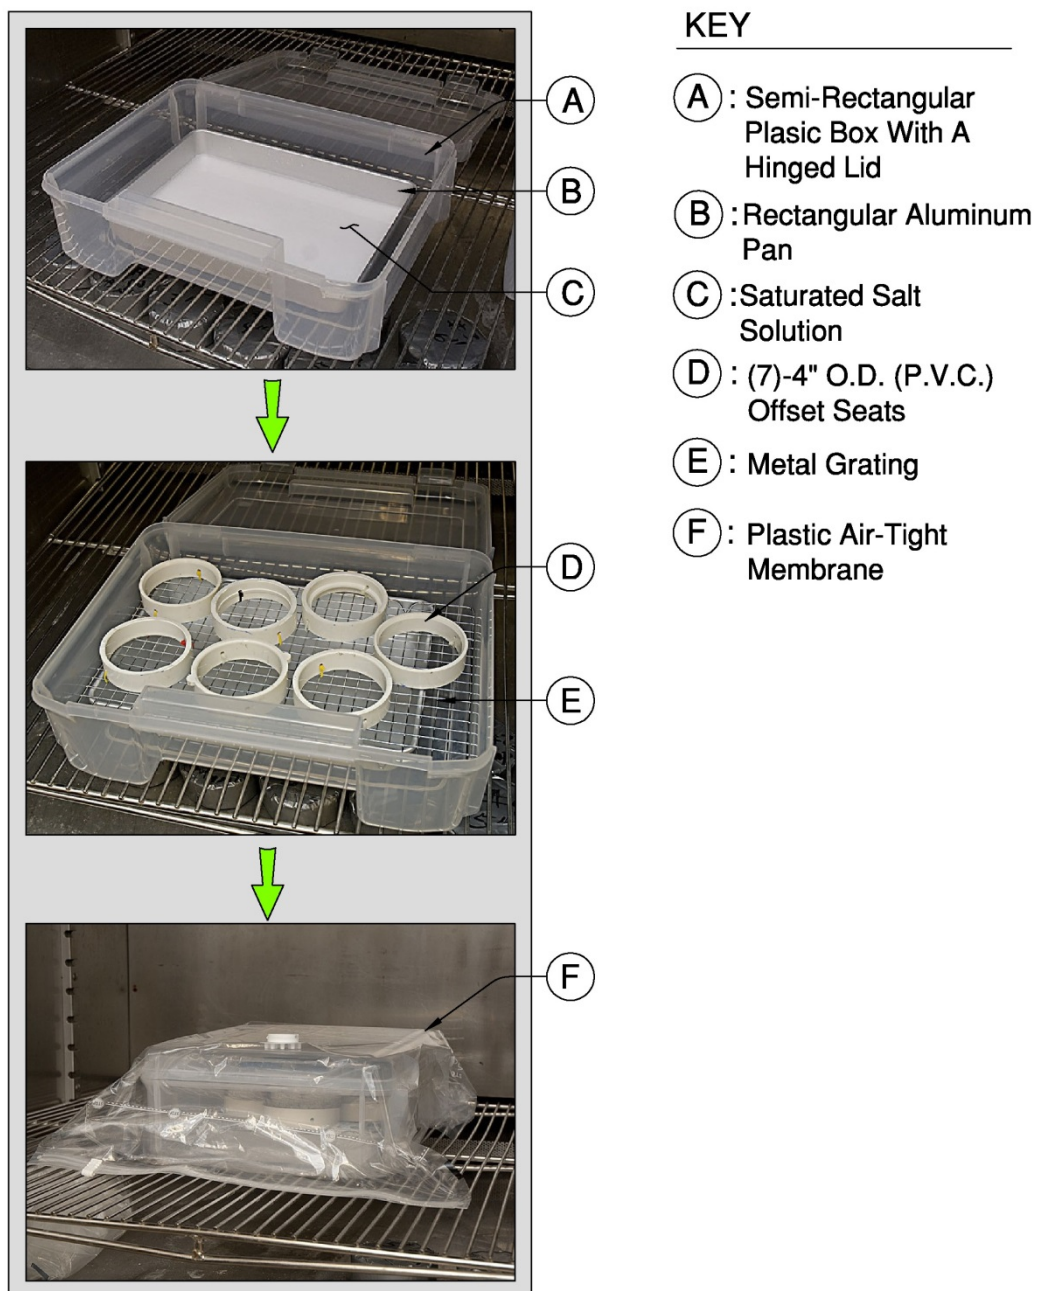 KEY
A : Semi-Rectangular
Plasic Box With A
Hinged Lid
B : Rectangular Aluminum
Pan
C : Saturated Salt
Solution
D : (7)-4" O.D. (P.V.C.)
Offset Seats
E : Metal Grating
F : Plastic Air-Tight
Membrane
A
B
C
D
E
F